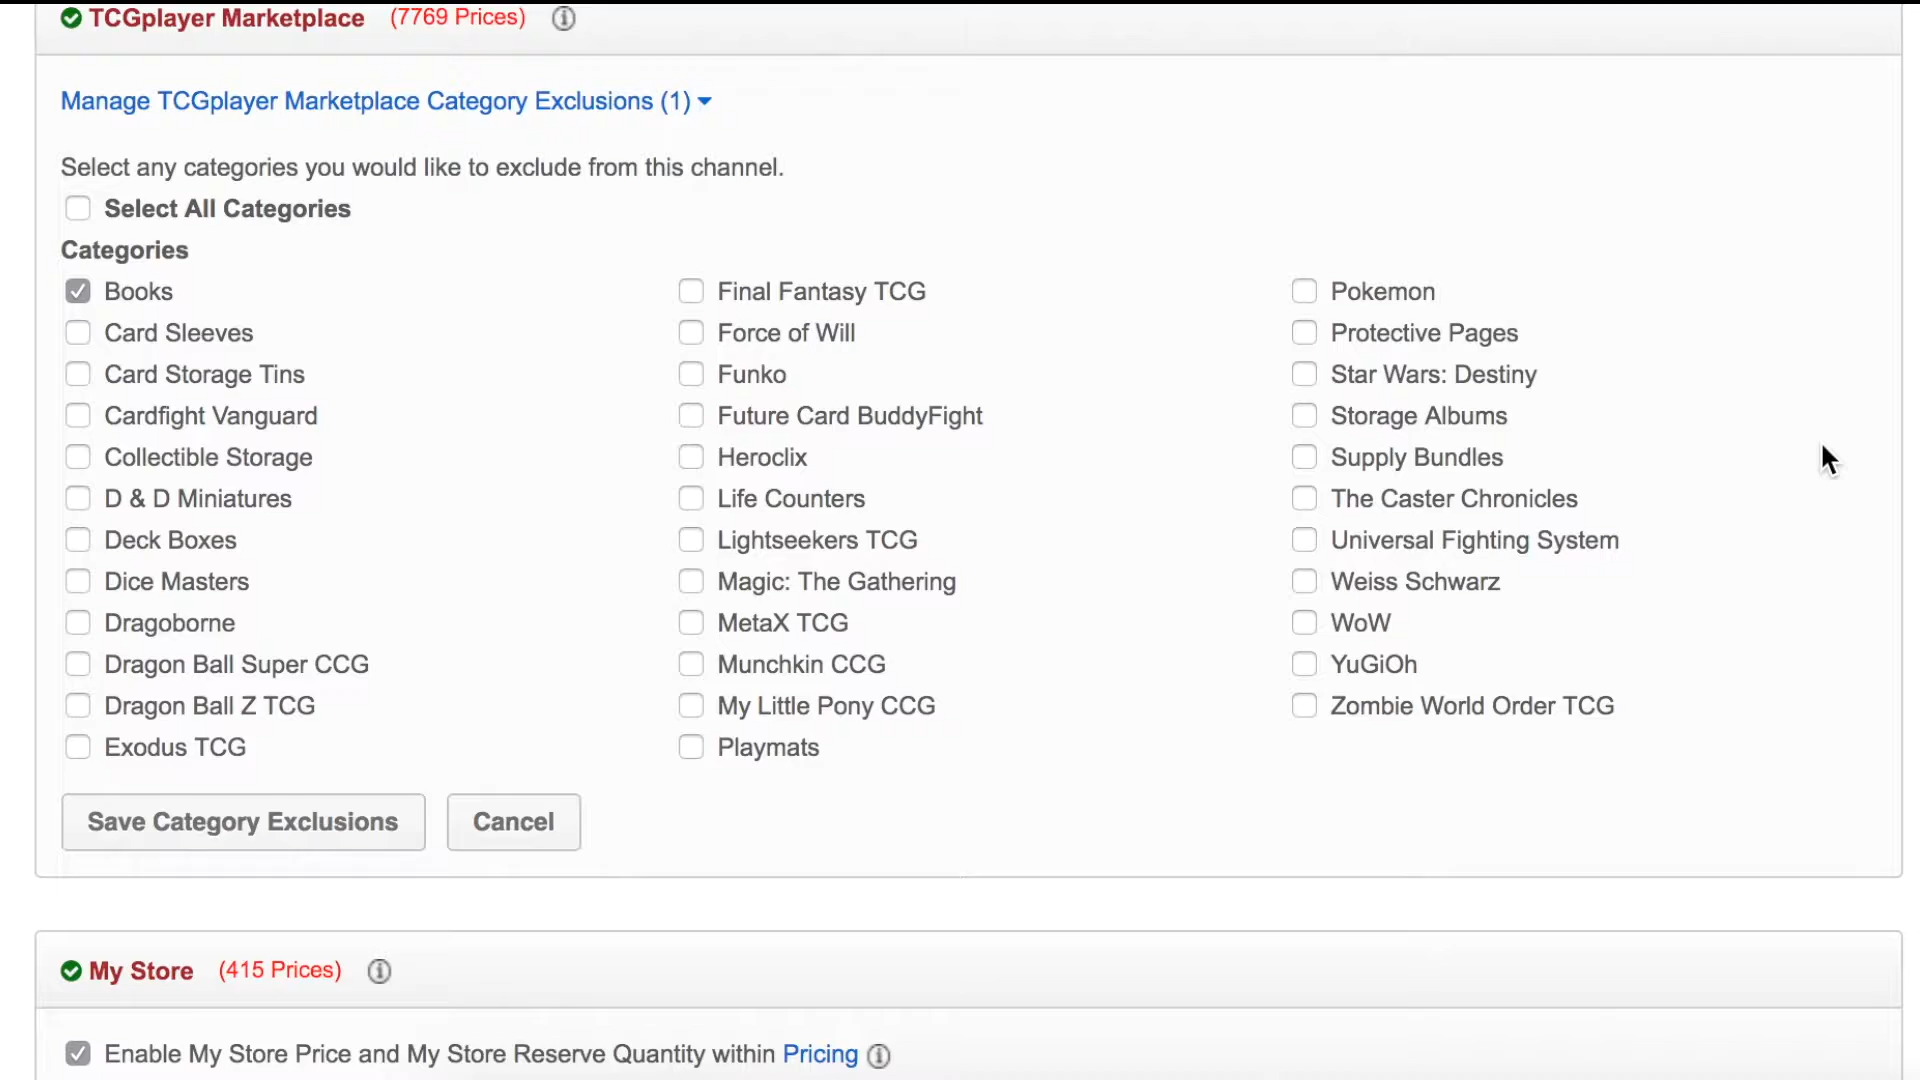 TCGplayer Marketplace (7769 Prices)
Manage TCGplayer Marketplace Category Exclusions (1)
Select any categories you would like to exclude from this channel.
Select All Categories
Categories
Books
Card Sleeves
Card Storage Tins
Cardfight Vanguard
Collectible Storage
D & D Miniatures
Deck Boxes
Dice Masters
Dragoborne
Dragon Ball Super CCG
Dragon Ball Z TCG
Exodus TCG
Final Fantasy TCG
Force of Will
Funko
Future Card BuddyFight
Heroclix
Life Counters
Lightseekers TCG
Magic: The Gathering
MetaX TCG
Munchkin CCG
My Little Pony CCG
Playmats
Pokemon
Protective Pages
Star Wars: Destiny
Storage Albums
Supply Bundles
The Caster Chronicles
Universal Fighting System
Weiss Schwarz
WoW
YuGiOh
Zombie World Order TCG
Save Category Exclusions
Cancel
My Store (415 Prices)
Enable My Store Price and My Store Reserve Quantity within Pricing